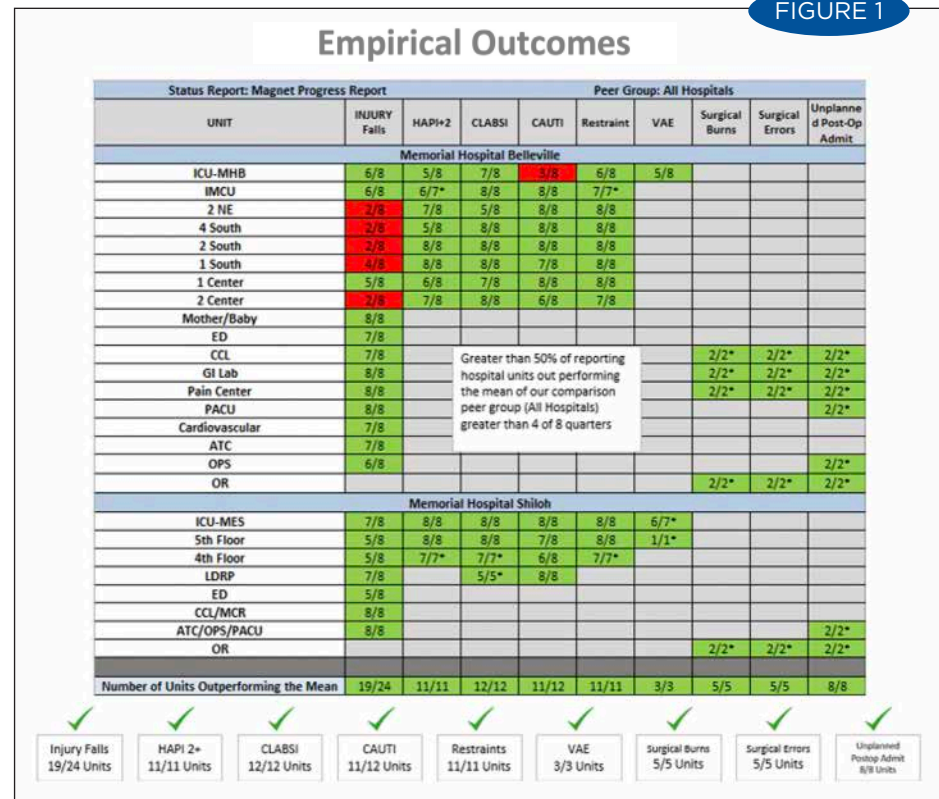 FIGURE 1
Empirical Outcomes
Status Report: Magnet Progress Report Peer Group: All Hospitals
UNIT INJURY Falls HAPI+2 CLABSI CAUTI Restraint VAE Surgical Burns Surgical Errors Unplanne d Post-Op Admit
Memorial Hospital Belleville
ICU-MHB 6/8 5/8 7/8 3/8 6/8 5/8
IMCU 6/8 6/7* 8/8 8/8 7/7*
2 NE 2/8 7/8 5/8 8/8 8/8
4 South 2/8 5/8 8/8 8/8 8/8
2 South 2/8 8/8 8/8 8/8 8/8
1 South 4/8 8/8 8/8 7/8 8/8
1 Center 5/8 6/8 7/8 8/8 8/8
2 Center 2/8 7/8 8/8 6/8 7/8
Mother/Baby 8/8
ED 7/8
CCL 7/8 2/2* 2/2* 2/2*
GI Lab 8/8 2/2* 2/2* 2/2*
Pain Center 8/8 2/2* 2/2* 2/2*
PACU 8/8 2/2*
Cardiovascular 7/8
ATC 7/8
OPS 6/8 2/2*
OR 2/2* 2/2* 2/2*
Greater than 50% of reporting
hospital units out performing
the mean of our comparison
peer group (All Hospitals)
greater than 4 of 8 quarters
Memorial Hospital Shiloh
ICU-MES 7/8 8/8 8/8 8/8 8/8 6/7*
5th Floor 5/8 8/8 8/8 7/8 8/8 1/1*
4th Floor 5/8 7/7* 7/7* 6/8 7/7*
LDRP 7/8 5/5* 8/8
ED 5/8
CCL/MCR 8/8
ATC/OPS/PACU 8/8 2/2*
OR 2/2* 2/2* 2/2*
Number of Units Outperforming the Mean 19/24 11/11 12/12 11/12 11/11 3/3 5/5 5/5 8/8
Injury Falls
19/24 Units
HAPI 2+
11/11 Units
CLABSI
12/12 Units
CAUTI
11/12 Units
Restraints
11/11 Units
VAE
3/3 Units
Surgical Burns
5/5 Units
Surgical Errors
5/5 Units
Unplanned
Postop Admit
8/8 Units